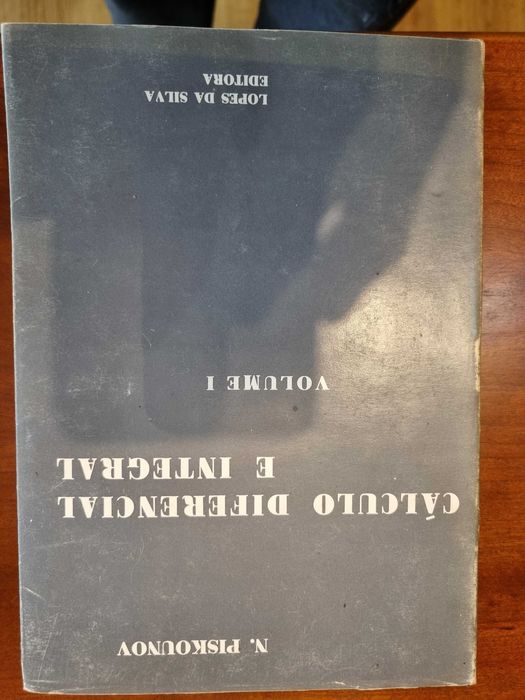 N. PISKOUNOV
CÁLCULO DIFERENCIAL
E INTEGRAL
VOLUME I
LOPES DA SILVA
EDITORA